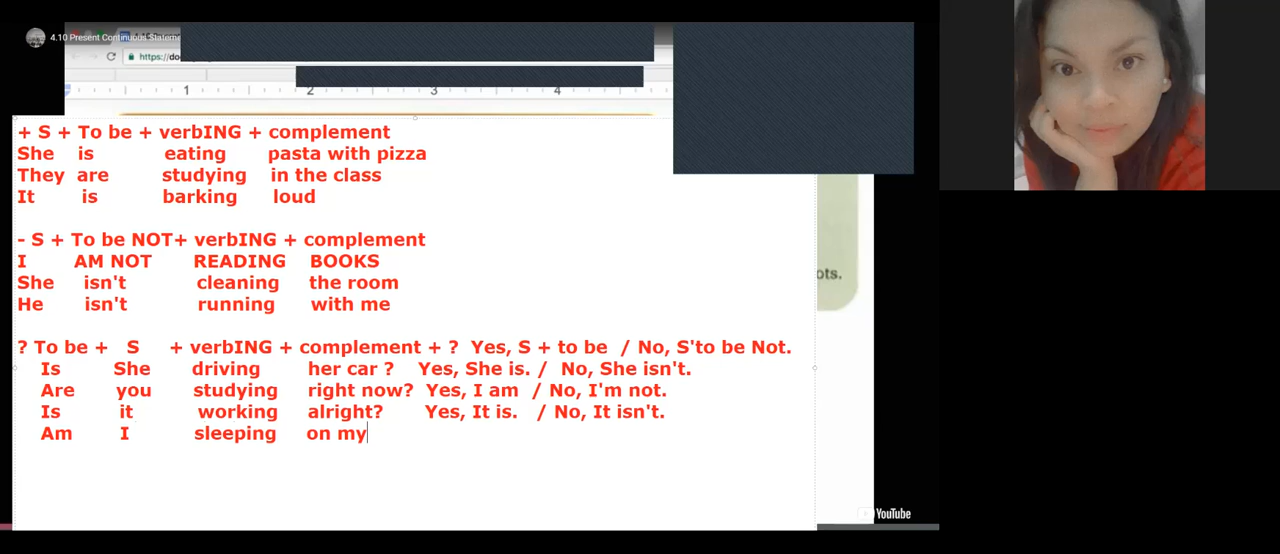 4.10 Present Continuous Stateme
https://do
1 2 3 4
+ S + To be + verbING + complement
She is eating pasta with pizza
They are studying in the class
It is barking loud
- S + To be NOT+ verbING + complement
I AM NOT READING BOOKS
She isn't cleaning the room
ots.
He isn't running with me
? To be + S + verbING + complement + ? Yes, S + to be / No, S'to be Not.
Is She driving her car ? Yes, She is. / No, She isn't.
Are you studying right now? Yes, I am / No, I'm not.
Is it working alright? Yes, It is. / No, It isn't.
Am I sleeping on my
YouTube